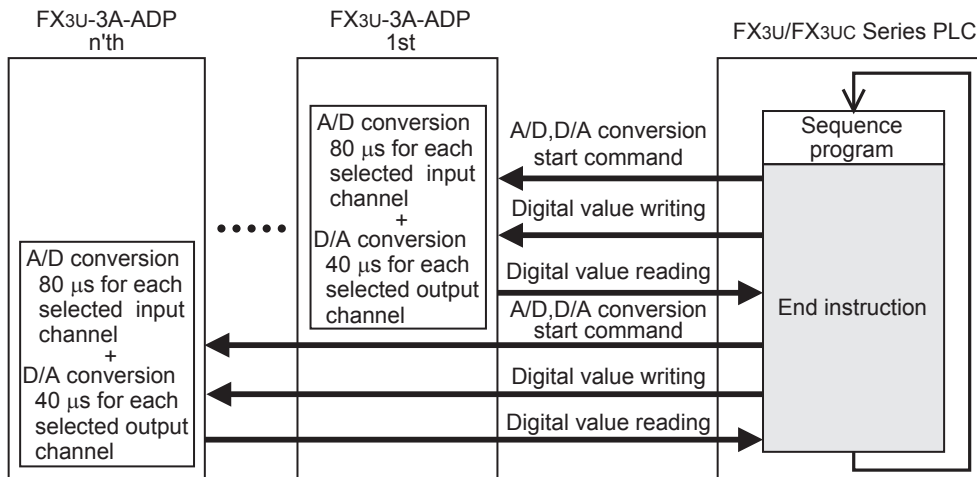 FX3U-3A-ADP
n'th
FX3U-3A-ADP
1st
FX3U/FX3UC Series PLC
A/D conversion
80 μs for each
selected input
channel
+
D/A conversion
40 μs for each
selected output
channel
A/D,D/A conversion
start command
Digital value writing
Digital value reading
A/D,D/A conversion
start command
Digital value writing
Digital value reading
Sequence
program
End instruction
A/D conversion
80 μs for each
selected input
channel
+
D/A conversion
40 μs for each
selected output
channel